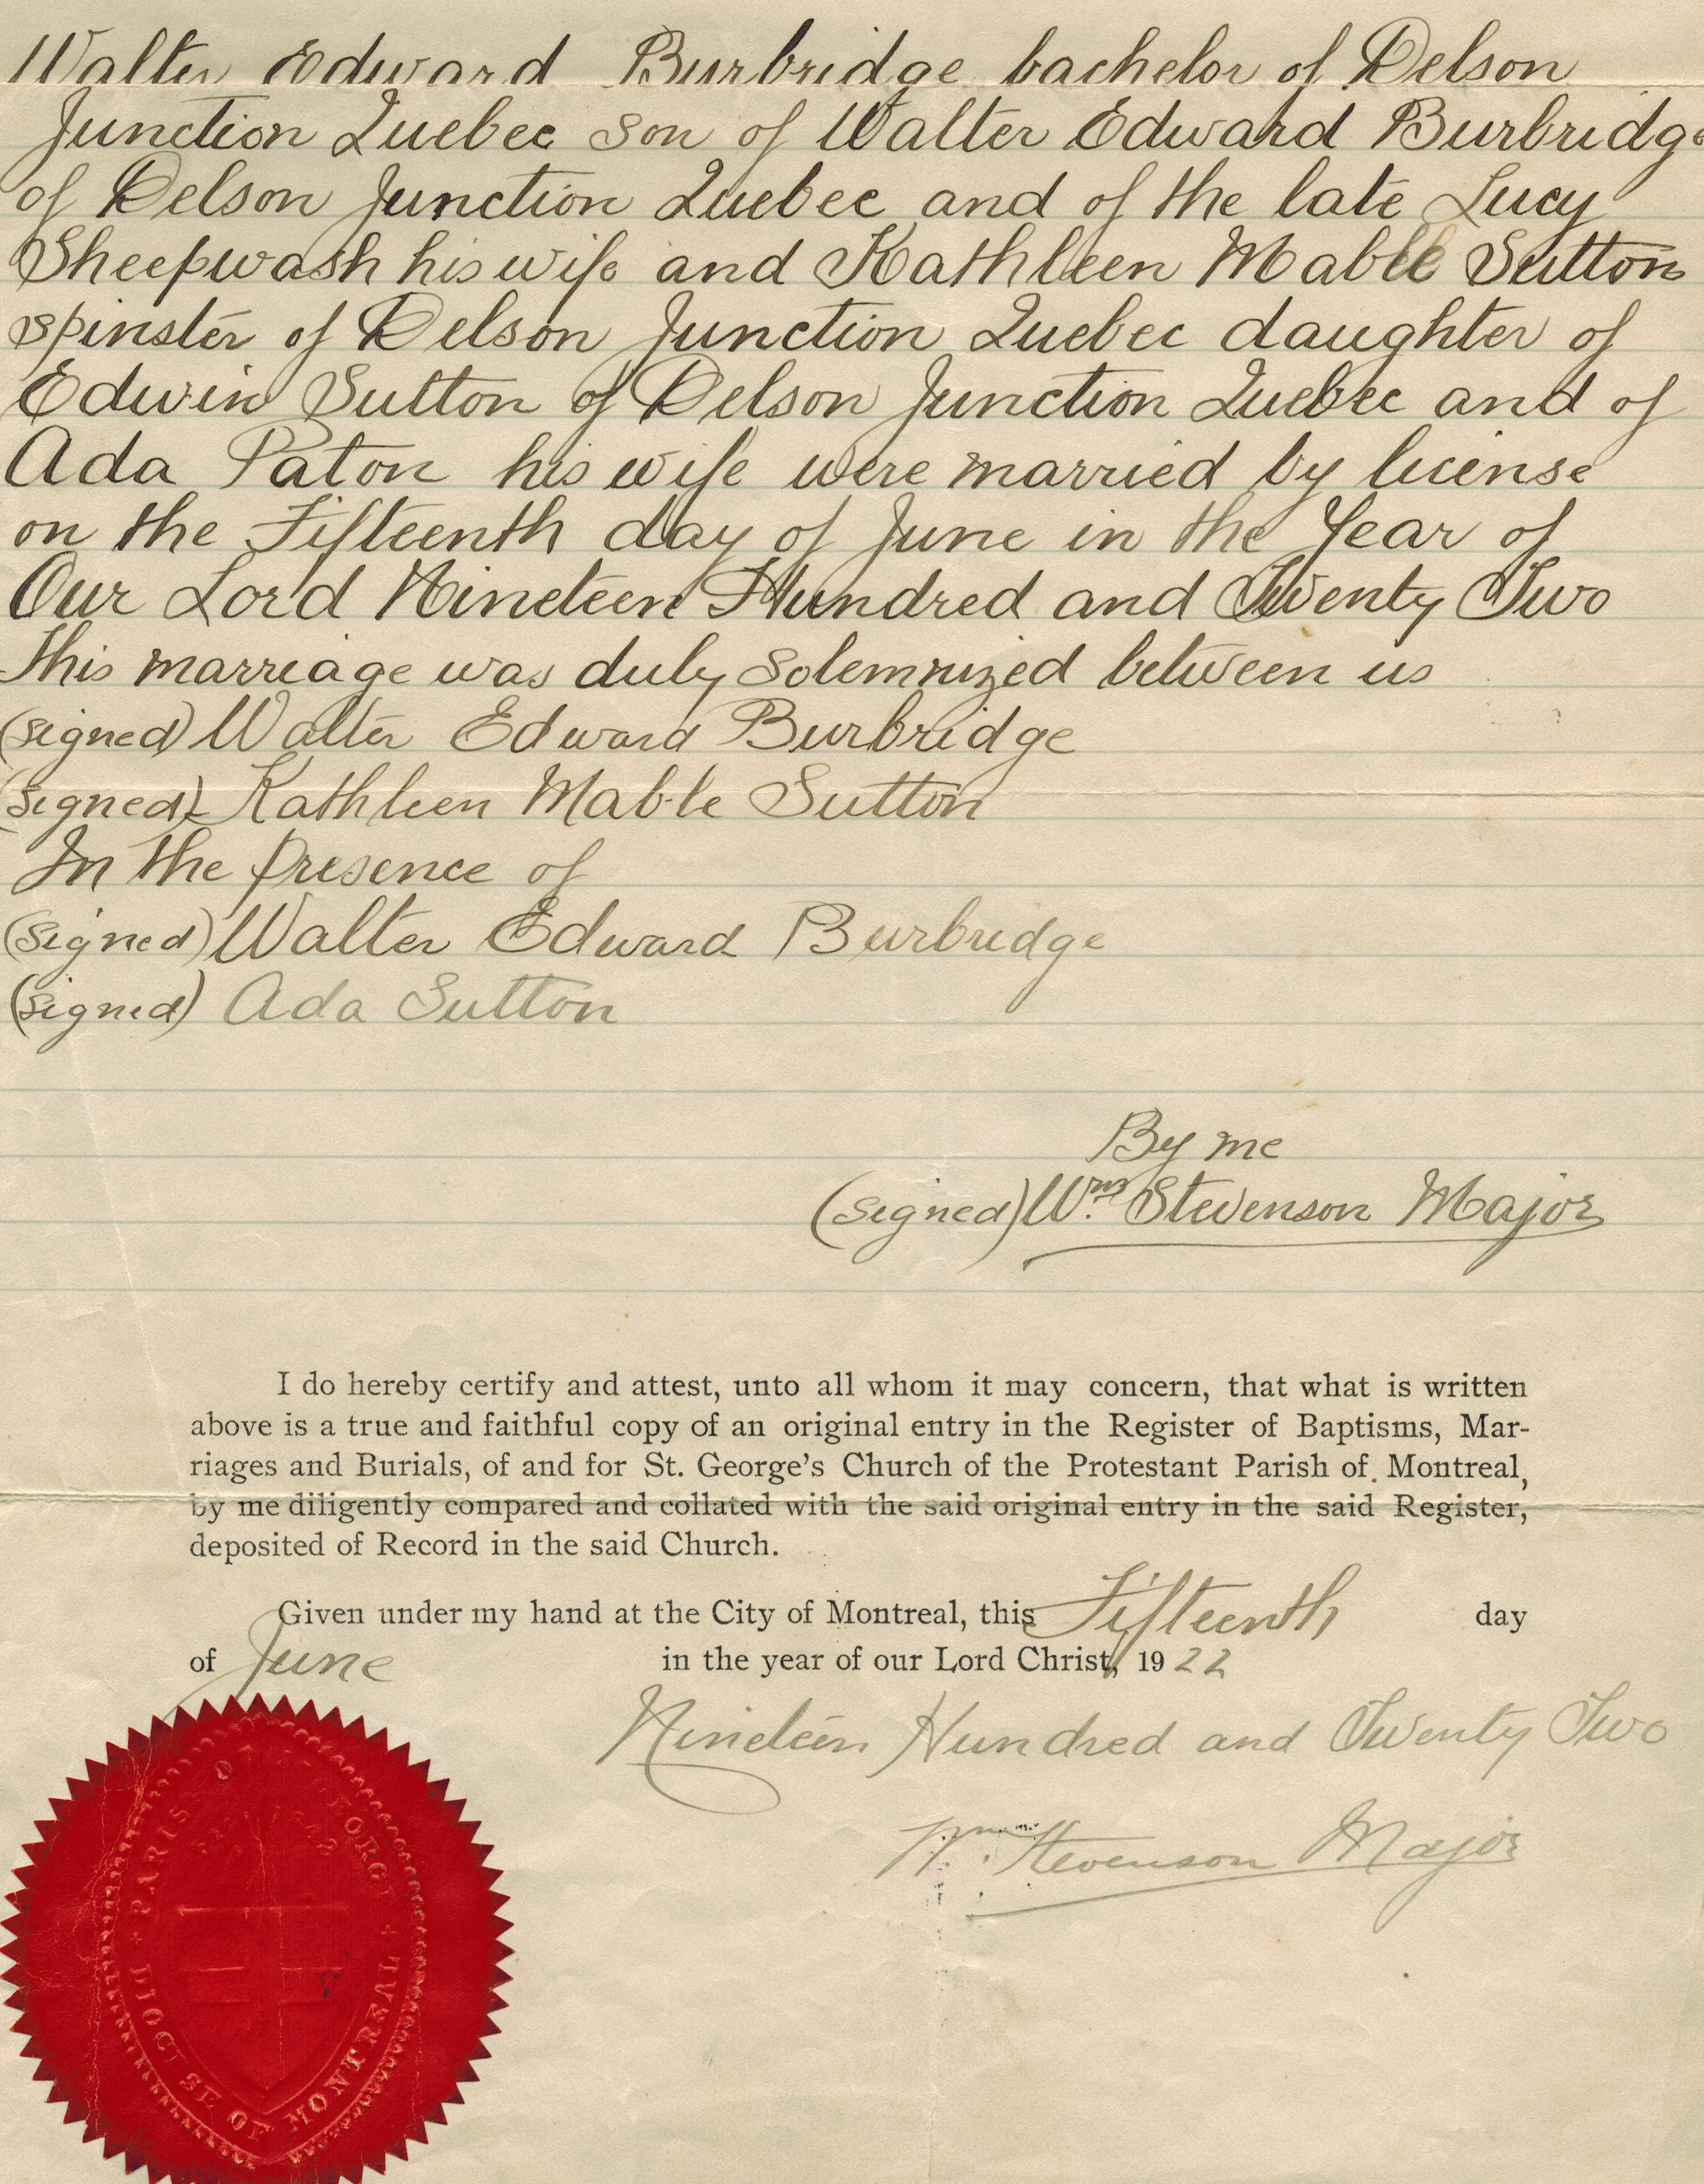 Walter Edward Burbridge bachelor of Delson
Junction Quebec son of Walter Edward Burbridge
of Delson Junction Quebec and of the late Lucy
Sheepwash his wife and Kathleen Mable Sutton
spinster of Delson Junction Quebec daughter of
Edwin Sutton of Delson Junction Quebec and of
Ada Paton his wife were married by license
on the Fifteenth day of June in the Year of
Our Lord Nineteen Hundred and Twenty Two
This marriage was duly solemnized between us
(signed) Walter Edward Burbridge
(signed) Kathleen Mable Sutton
In the presence of
(signed) Walter Edward Burbridge
(signed) Ada Sutton
By me
(signed) Wm. Stevenson Major
I do hereby certify and attest, unto all whom it may concern, that what is written
above is a true and faithful copy of an original entry in the Register of Baptisms, Mar-
riages and Burials, of and for St. George's Church of the Protestant Parish of Montreal,
by me diligently compared and collated with the said original entry in the said Register,
deposited of Record in the said Church.
Given under my hand at the City of Montreal, this Fifteenth day
of June in the year of our Lord Christ, 1922
Nineteen Hundred and Twenty Two
Wm. Stevenson Major
DIOCESE OF MONTREAL